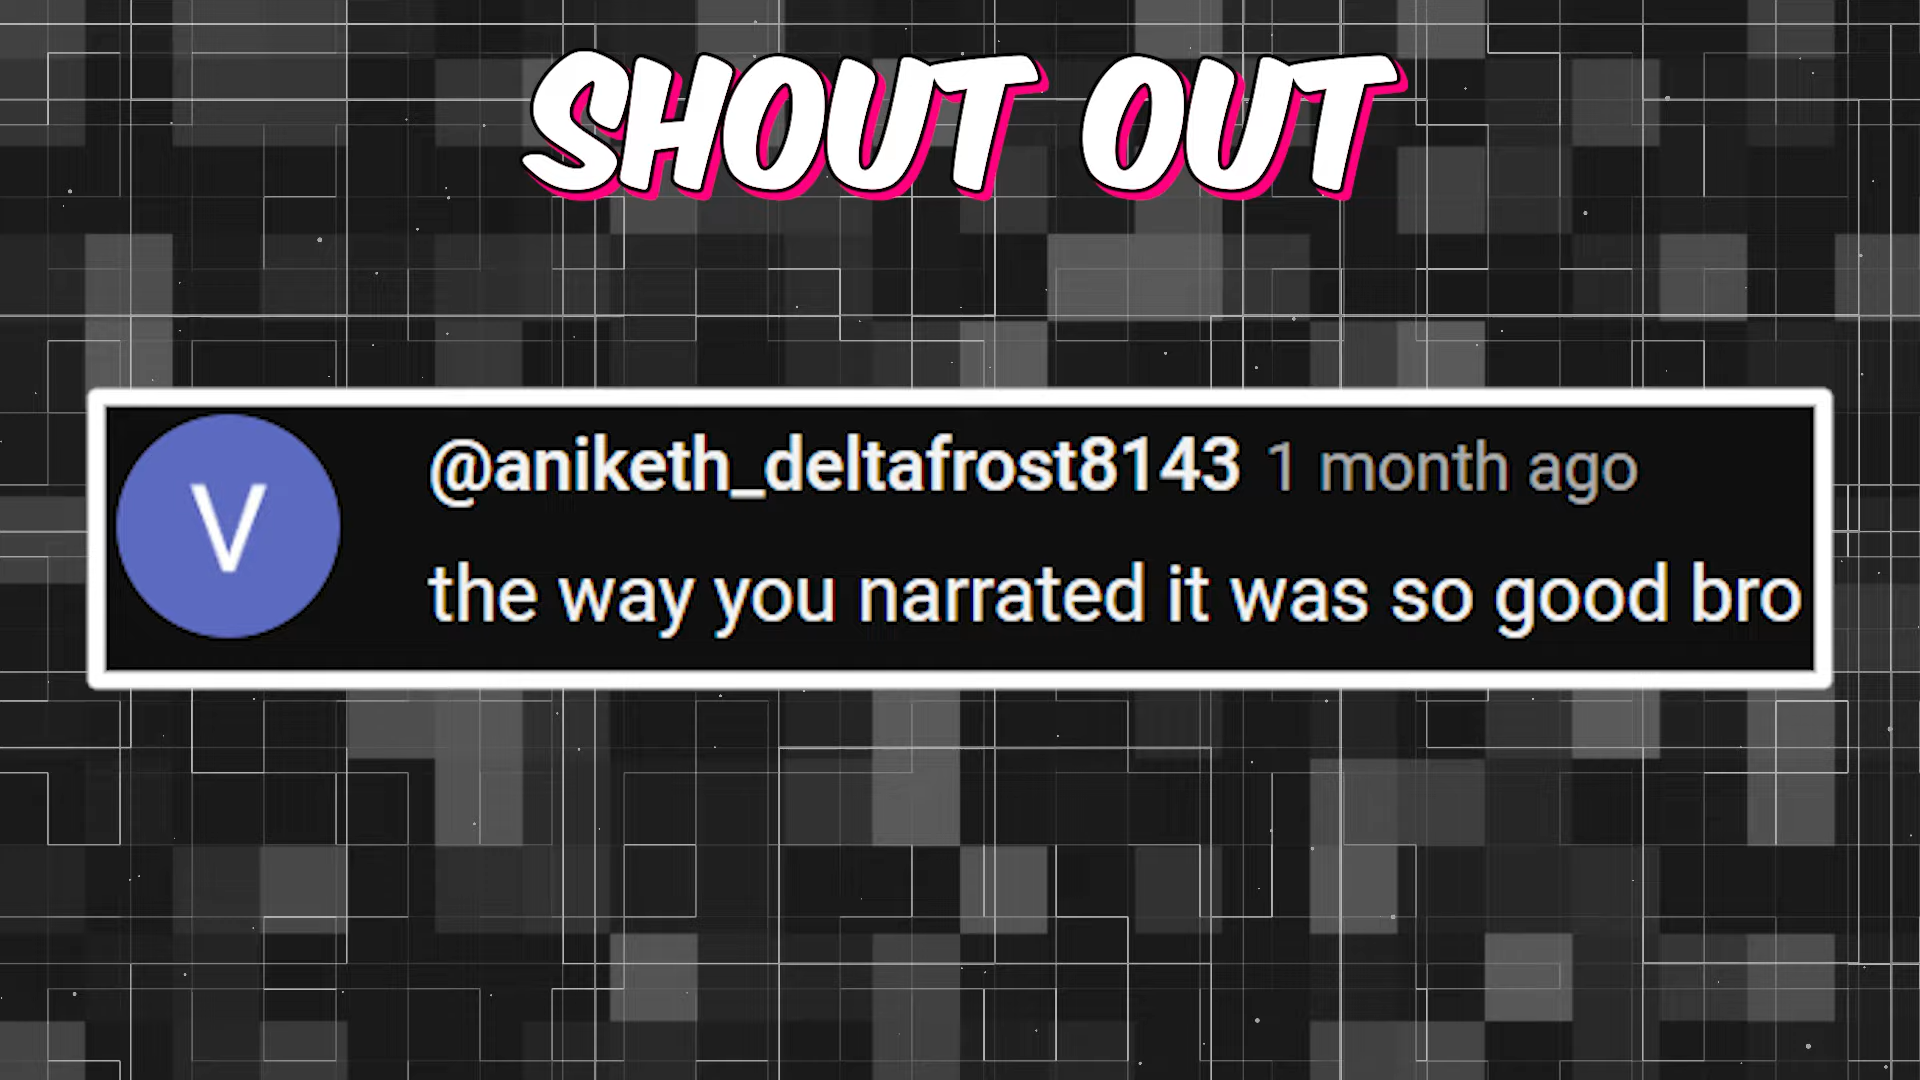 SHOUT OUT
V
@aniketh_deltafrost8143 1 month ago
the way you narrated it was so good bro